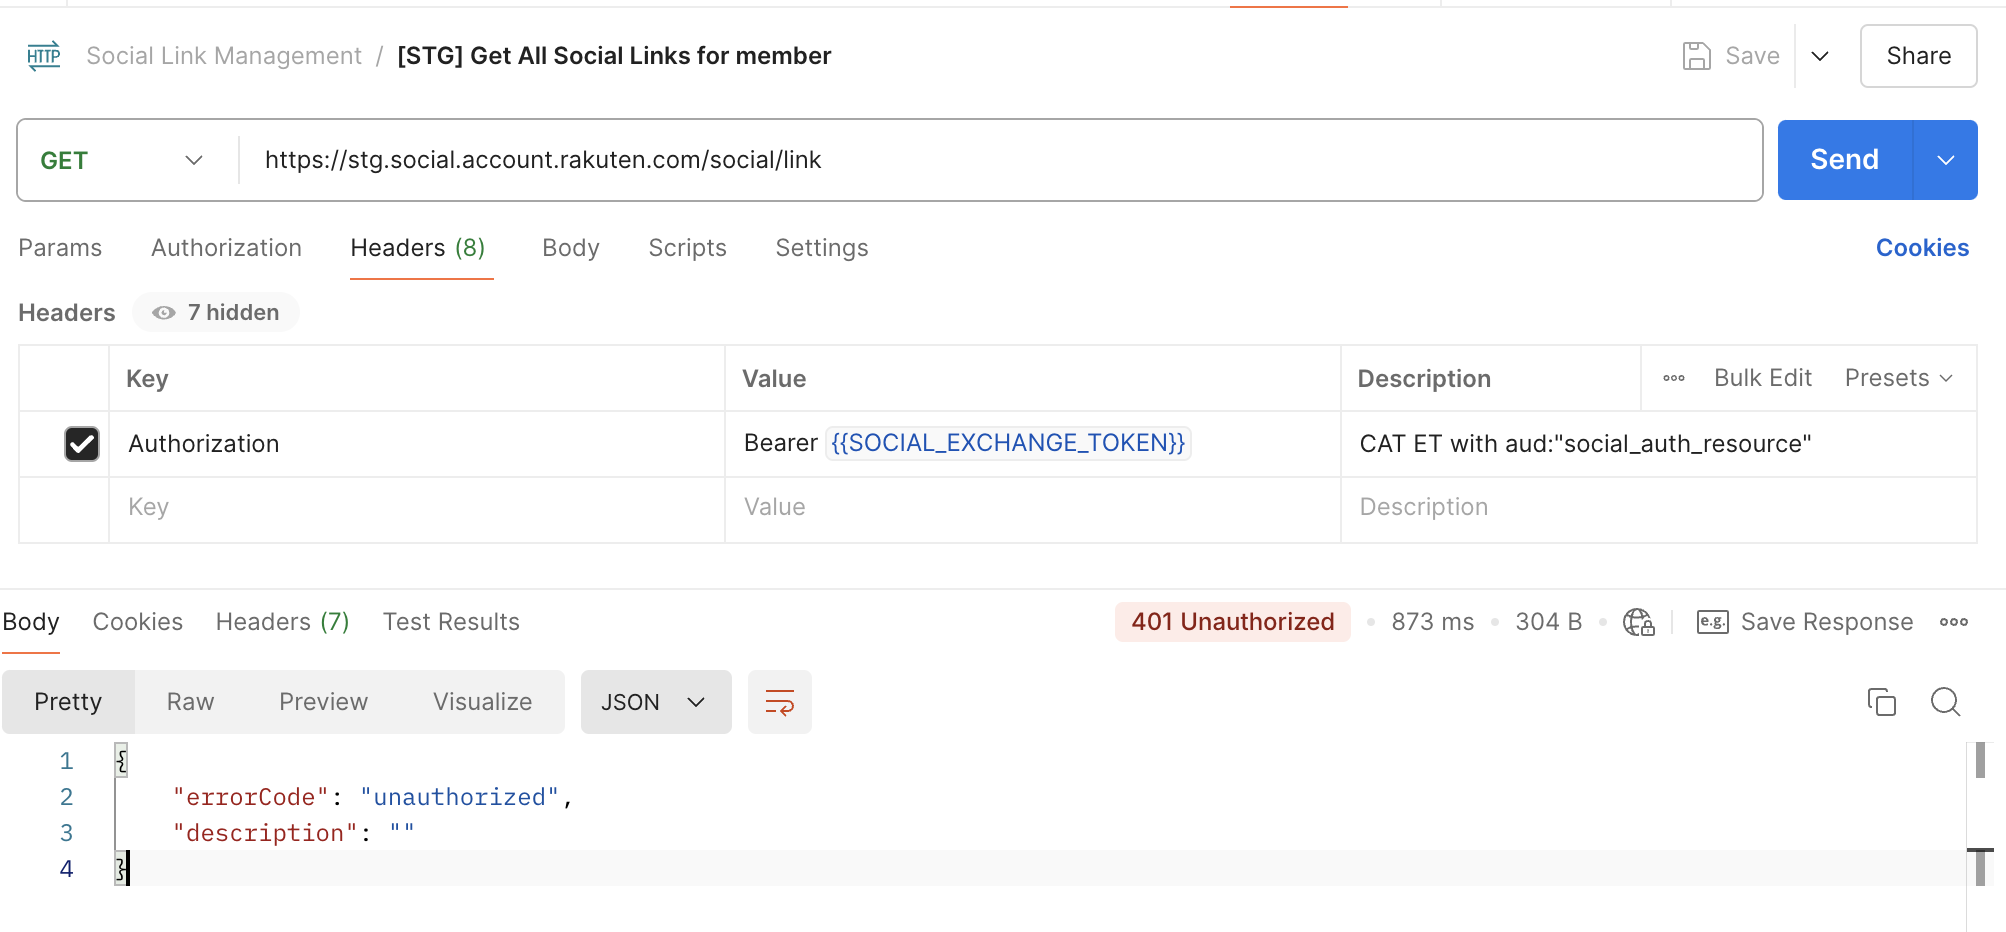 HTTP Social Link Management / [STG] Get All Social Links for member Save Share
GET https://stg.social.account.rakuten.com/social/link Send
Params Authorization Headers (8) Body Scripts Settings Cookies
Headers 7 hidden
Key Value Description Bulk Edit Presets
Authorization Bearer {{SOCIAL_EXCHANGE_TOKEN}} CAT ET with aud:"social_auth_resource"
Key Value Description
Body Cookies Headers (7) Test Results 401 Unauthorized • 873 ms • 304 B • e.g. Save Response
Pretty Raw Preview Visualize JSON
1 {
2 "errorCode": "unauthorized",
3 "description": ""
4 }